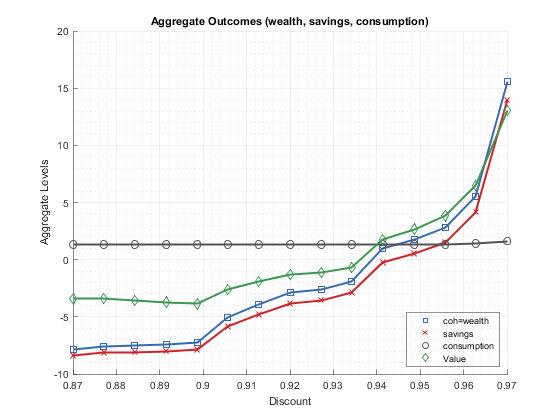 Aggregate Outcomes (wealth, savings, consumption)
20
15
10
5
0
-5
-10
Aggregate Levels
0.87 0.88 0.89 0.9 0.91 0.92 0.93 0.94 0.95 0.96 0.97
Discount
coh=wealth
savings
consumption
Value